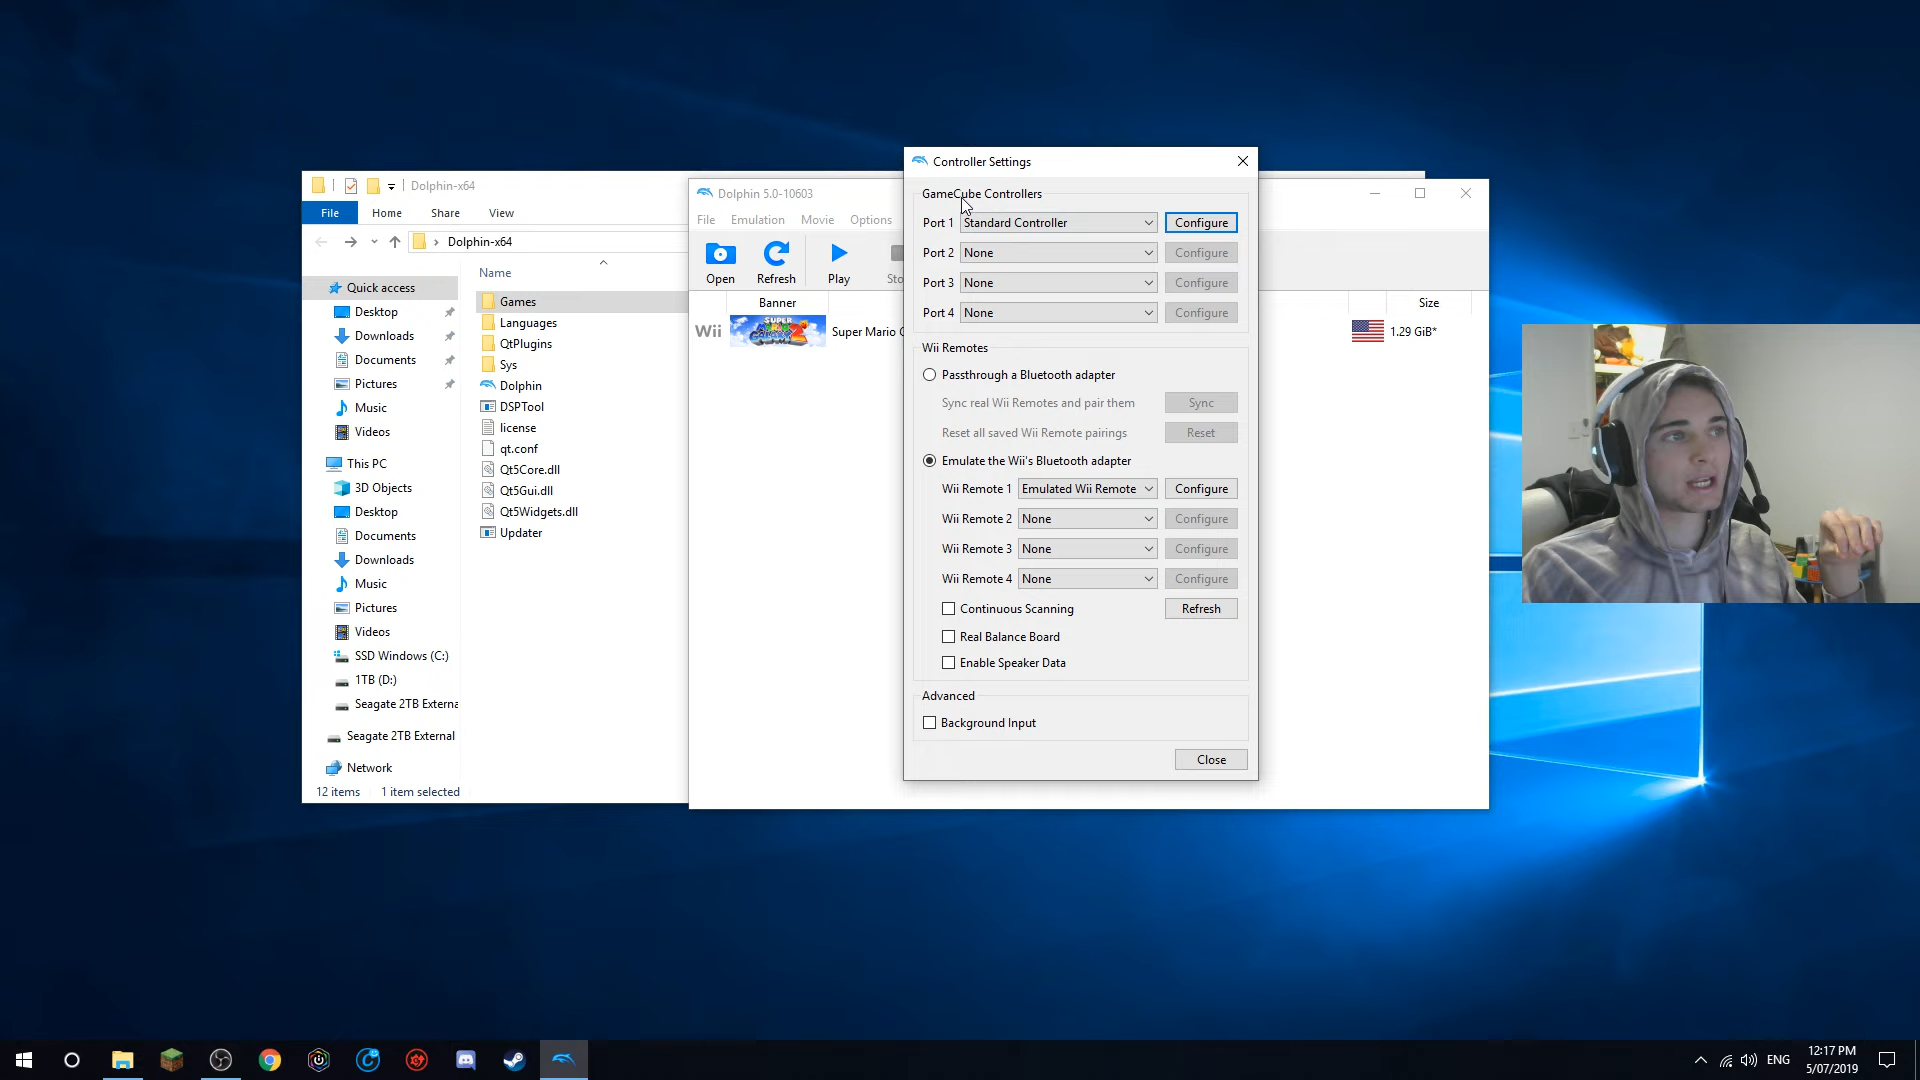 Dolphin-x64
File Home Share View
Dolphin-x64
Name
Quick access
Desktop
Downloads
Documents
Pictures
Music
Videos
This PC
3D Objects
Desktop
Documents
Downloads
Music
Pictures
Videos
SSD Windows (C:)
1TB (D:)
Seagate 2TB Externa
Seagate 2TB External
Network
Games
Languages
QtPlugins
Sys
Dolphin
DSPTool
license
qt.conf
Qt5Core.dll
Qt5Gui.dll
Qt5Widgets.dll
Updater
12 items 1 item selected
Dolphin 5.0-10603
File Emulation Movie Options
Open Refresh Play Sto
Banner Size
Wii SUPER MARIO GALAXY 2 Super Mario G 1.29 GiB*
Controller Settings
GameCube Controllers
Port 1 Standard Controller Configure
Port 2 None Configure
Port 3 None Configure
Port 4 None Configure
Wii Remotes
Passthrough a Bluetooth adapter
Sync real Wii Remotes and pair them Sync
Reset all saved Wii Remote pairings Reset
Emulate the Wii's Bluetooth adapter
Wii Remote 1 Emulated Wii Remote Configure
Wii Remote 2 None Configure
Wii Remote 3 None Configure
Wii Remote 4 None Configure
Continuous Scanning Refresh
Real Balance Board
Enable Speaker Data
Advanced
Background Input
Close
ENG
12:17 PM
5/07/2019